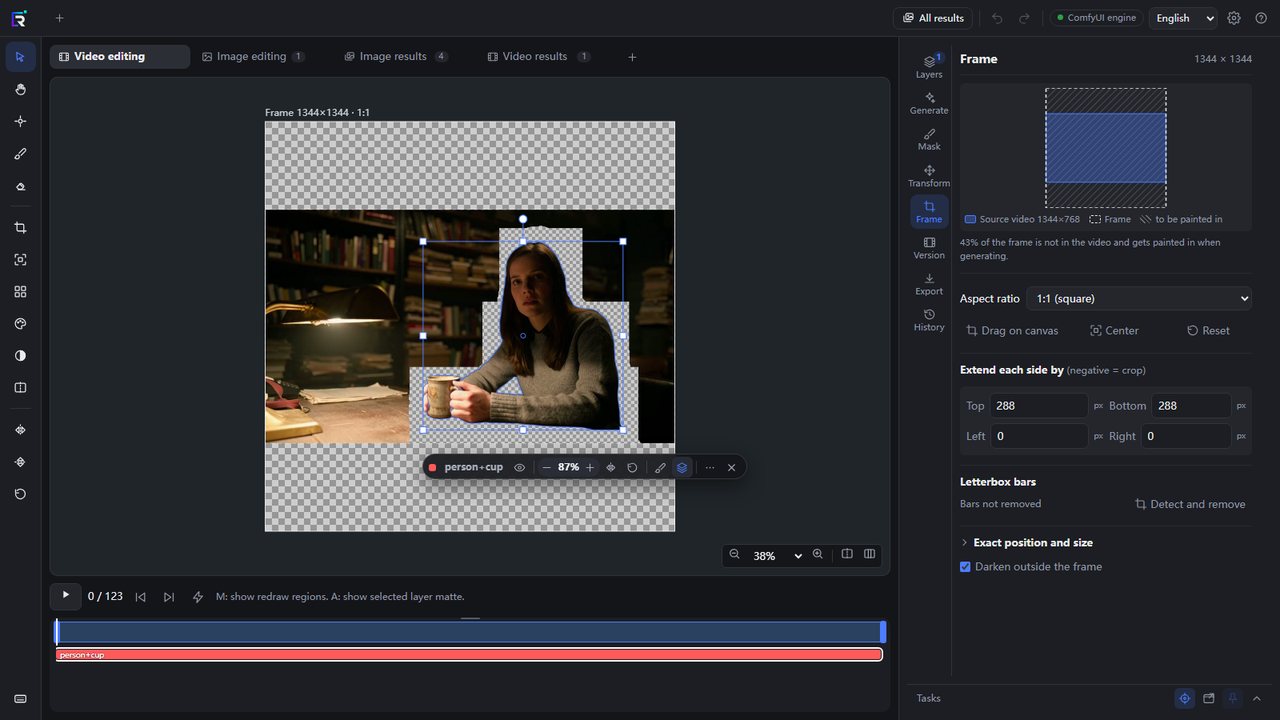 All results
ComfyUI engine
English
Video editing
Image editing 1
Image results 4
Video results 1
Frame 1344×1344 · 1:1
person+cup
87%
38%
0 / 123
M: show redraw regions. A: show selected layer matte.
person+cup
1
Layers
Generate
Mask
Transform
Frame
Version
Export
History
Frame
1344 × 1344
Source video 1344×768
Frame
to be painted in
43% of the frame is not in the video and gets painted in when
generating.
Aspect ratio
1:1 (square)
Drag on canvas
Center
Reset
Extend each side by (negative = crop)
Top 288 px Bottom 288 px
Left 0 px Right 0 px
Letterbox bars
Bars not removed
Detect and remove
Exact position and size
Darken outside the frame
Tasks